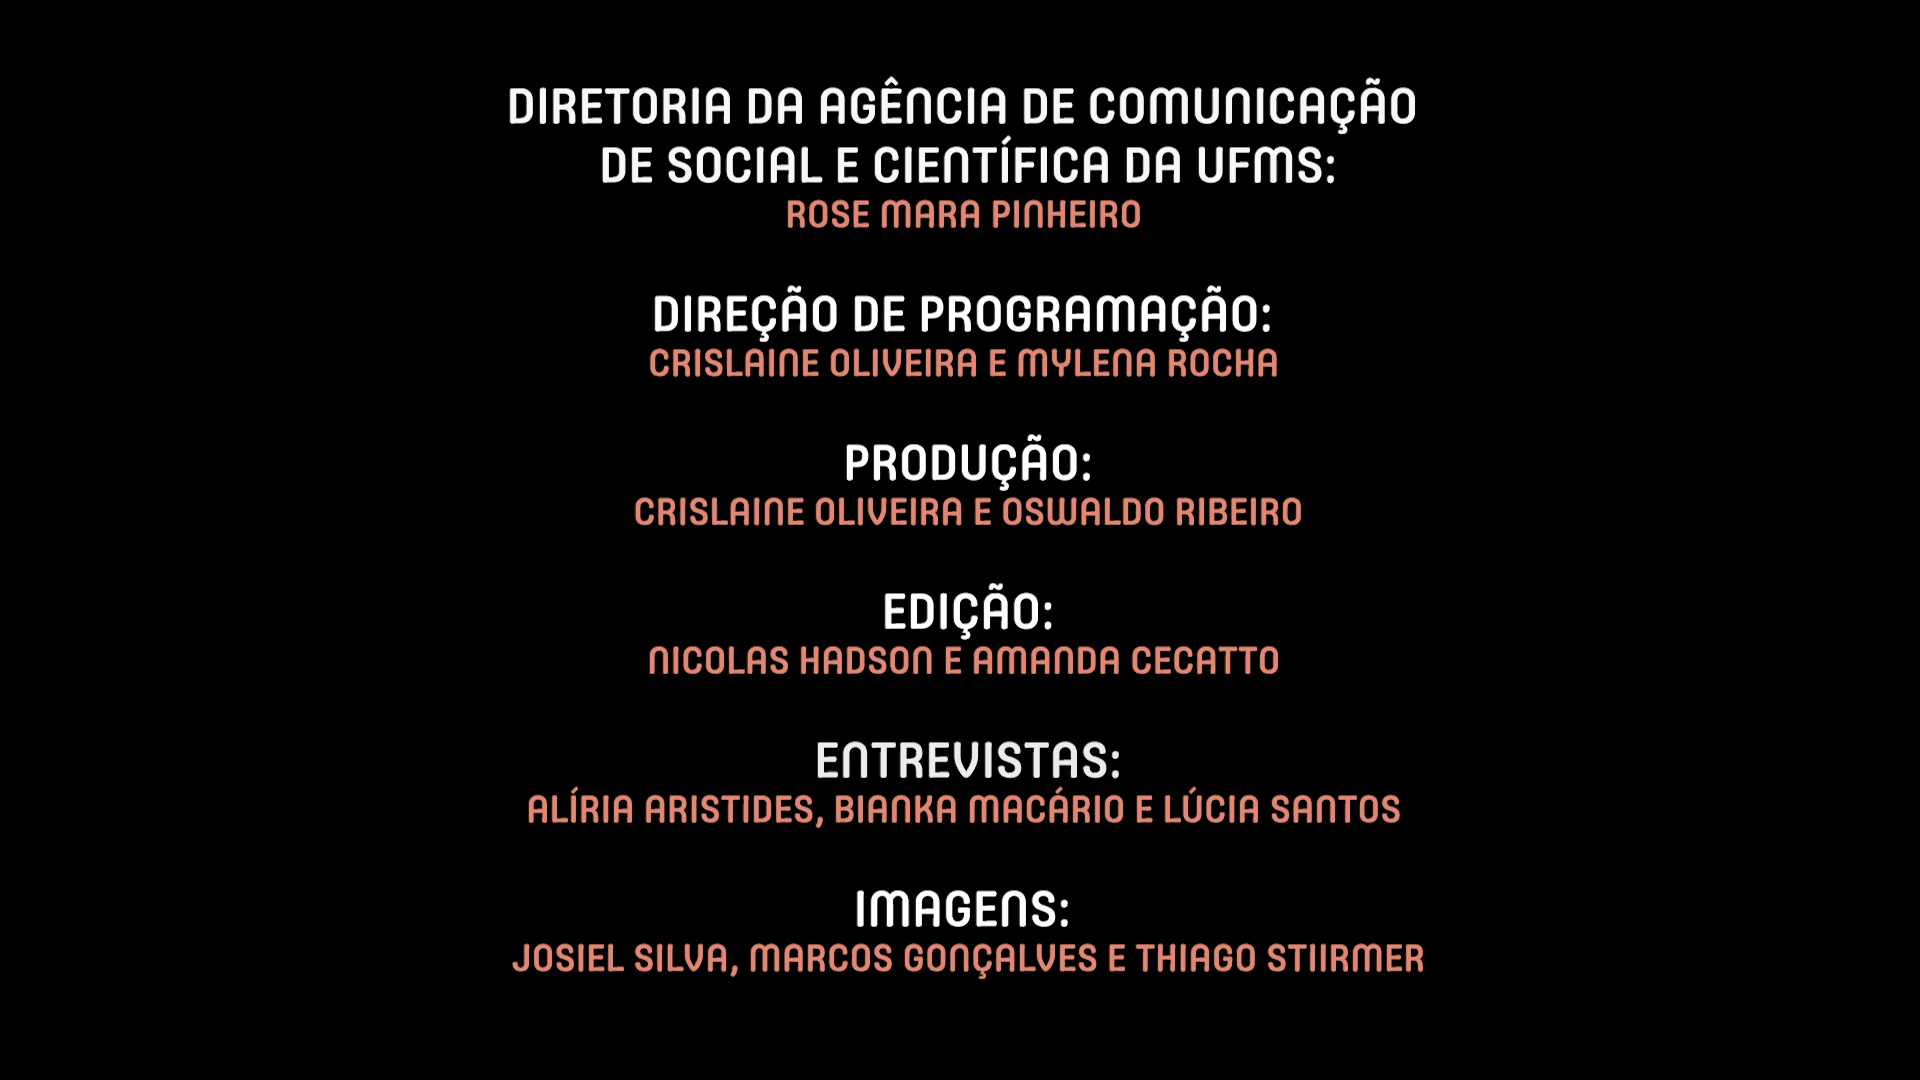 DIRETORIA DA AGÊNCIA DE COMUNICAÇÃO
DE SOCIAL E CIENTÍFICA DA UFMS:
ROSE MARA PINHEIRO
DIREÇÃO DE PROGRAMAÇÃO:
CRISLAINE OLIVEIRA E MYLENA ROCHA
PRODUÇÃO:
CRISLAINE OLIVEIRA E OSWALDO RIBEIRO
EDIÇÃO:
NICOLAS HADSON E AMANDA CECATTO
ENTREVISTAS:
ALÍRIA ARISTIDES, BIANKA MACÁRIO E LÚCIA SANTOS
IMAGENS:
JOSIEL SILVA, MARCOS GONÇALVES E THIAGO STIIRMER